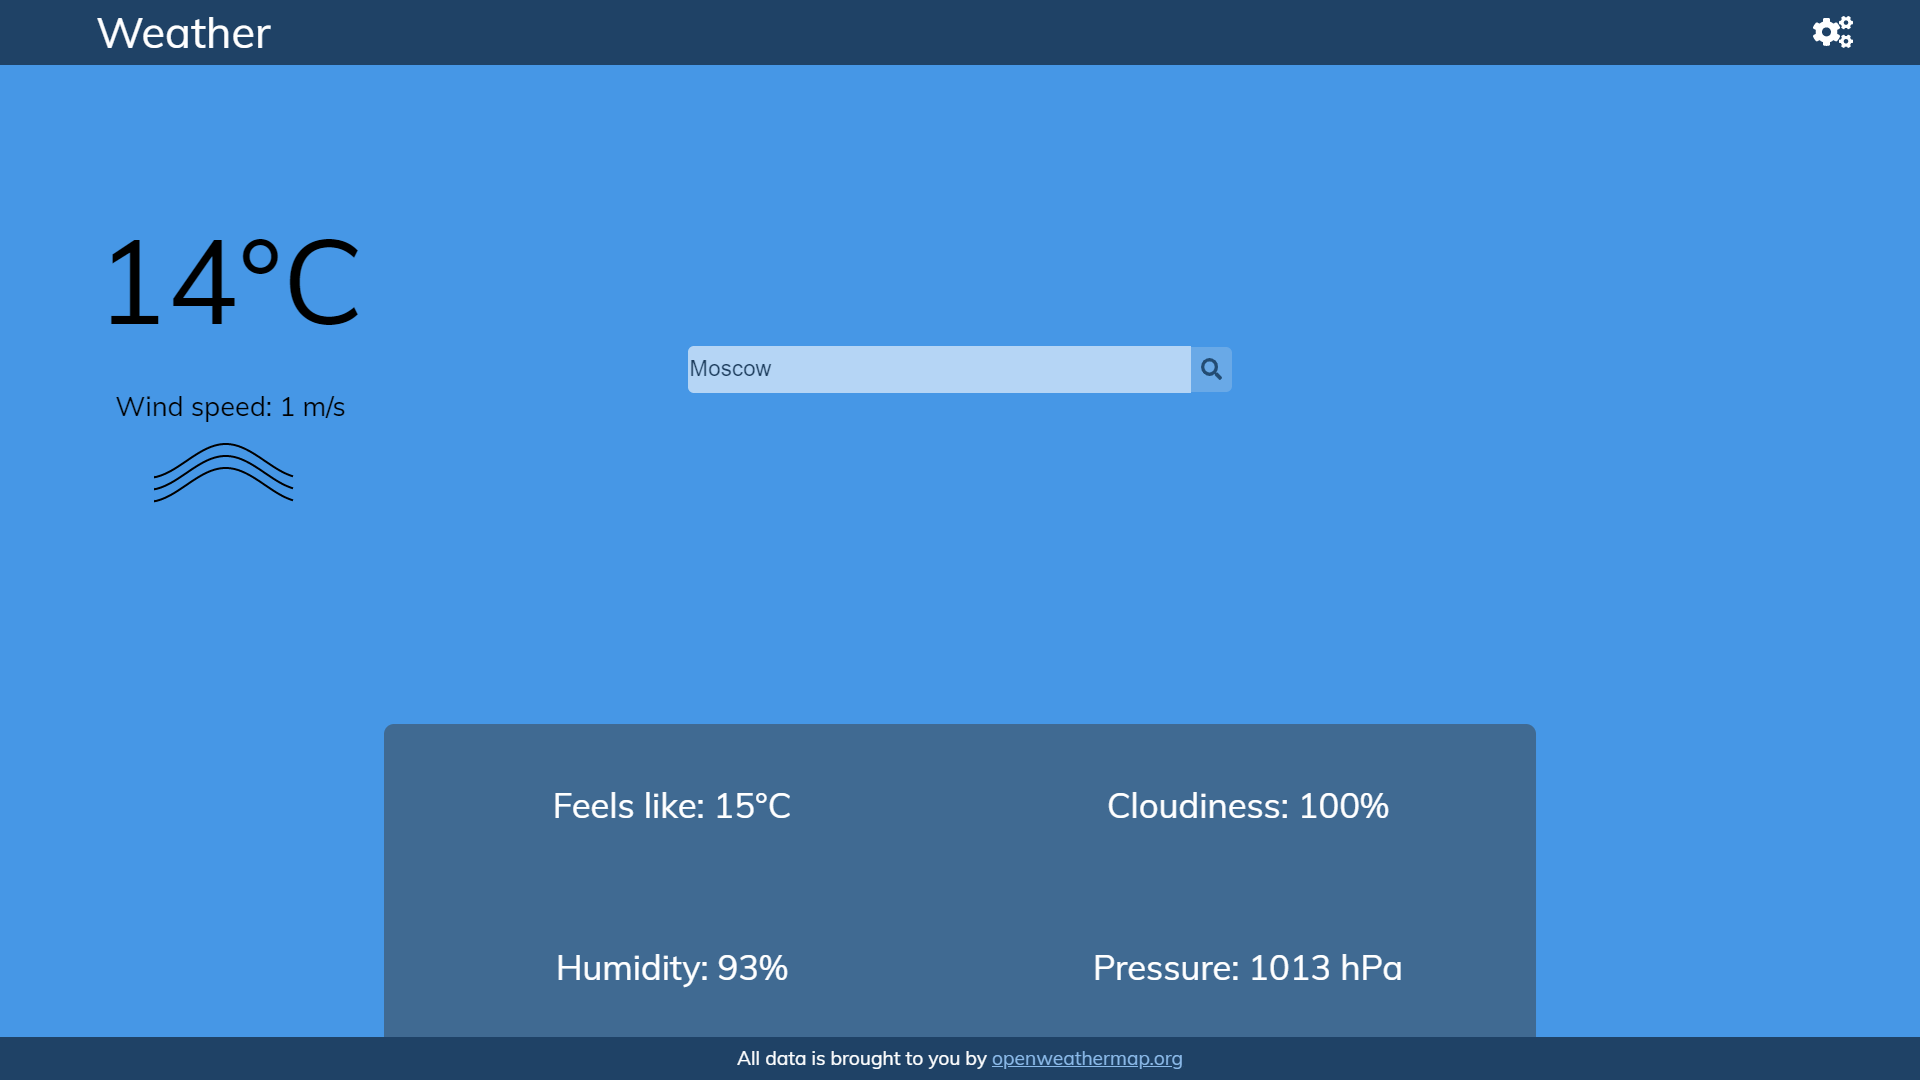 Weather
14°C
Wind speed: 1 m/s
Moscow
Feels like: 15°C
Cloudiness: 100%
Humidity: 93%
Pressure: 1013 hPa
All data is brought to you by openweathermap.org